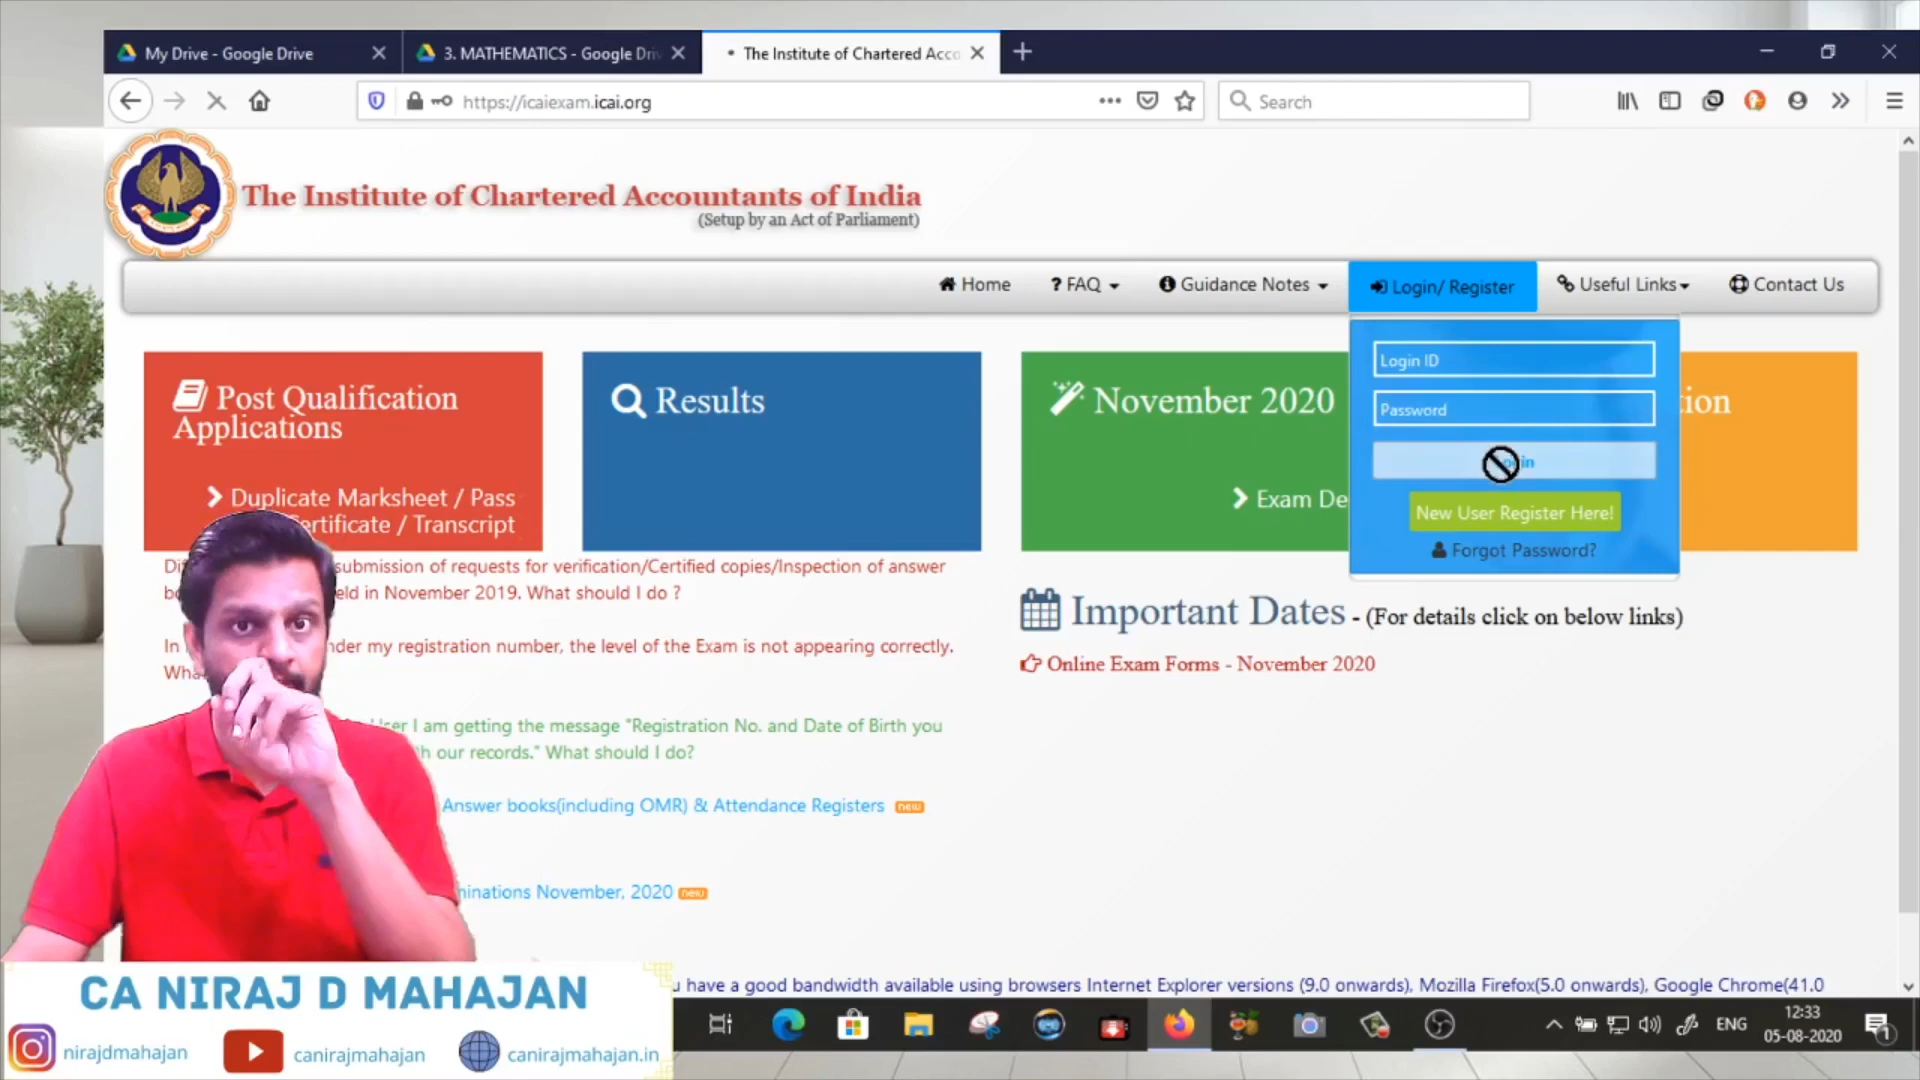 My Drive - Google Drive
3. MATHEMATICS - Google Dri
The Institute of Chartered Acco
https://icaiexam.icai.org
Search
The Institute of Chartered Accountants of India
(Setup by an Act of Parliament)
Home
? FAQ
Guidance Notes
Login/ Register
Useful Links
Contact Us
Post Qualification
Applications
Duplicate Marksheet / Pass
Certificate / Transcript
Results
November 2020
Exam De
Login ID
Password
New User Register Here!
Forgot Password?
tion
submission of requests for verification/Certified copies/Inspection of answer
eld in November 2019. What should I do ?
In
nder my registration number, the level of the Exam is not appearing correctly.
User I am getting the message "Registration No. and Date of Birth you
h our records." What should I do?
Answer books(including OMR) & Attendance Registers new
minations November, 2020 new
Important Dates - (For details click on below links)
Online Exam Forms - November 2020
u have a good bandwidth available using browsers Internet Explorer versions (9.0 onwards), Mozilla Firefox(5.0 onwards), Google Chrome(41.0
CA NIRAJ D MAHAJAN
nirajdmahajan
canirajmahajan
canirajmahajan.in
ENG
12:33
05-08-2020
1